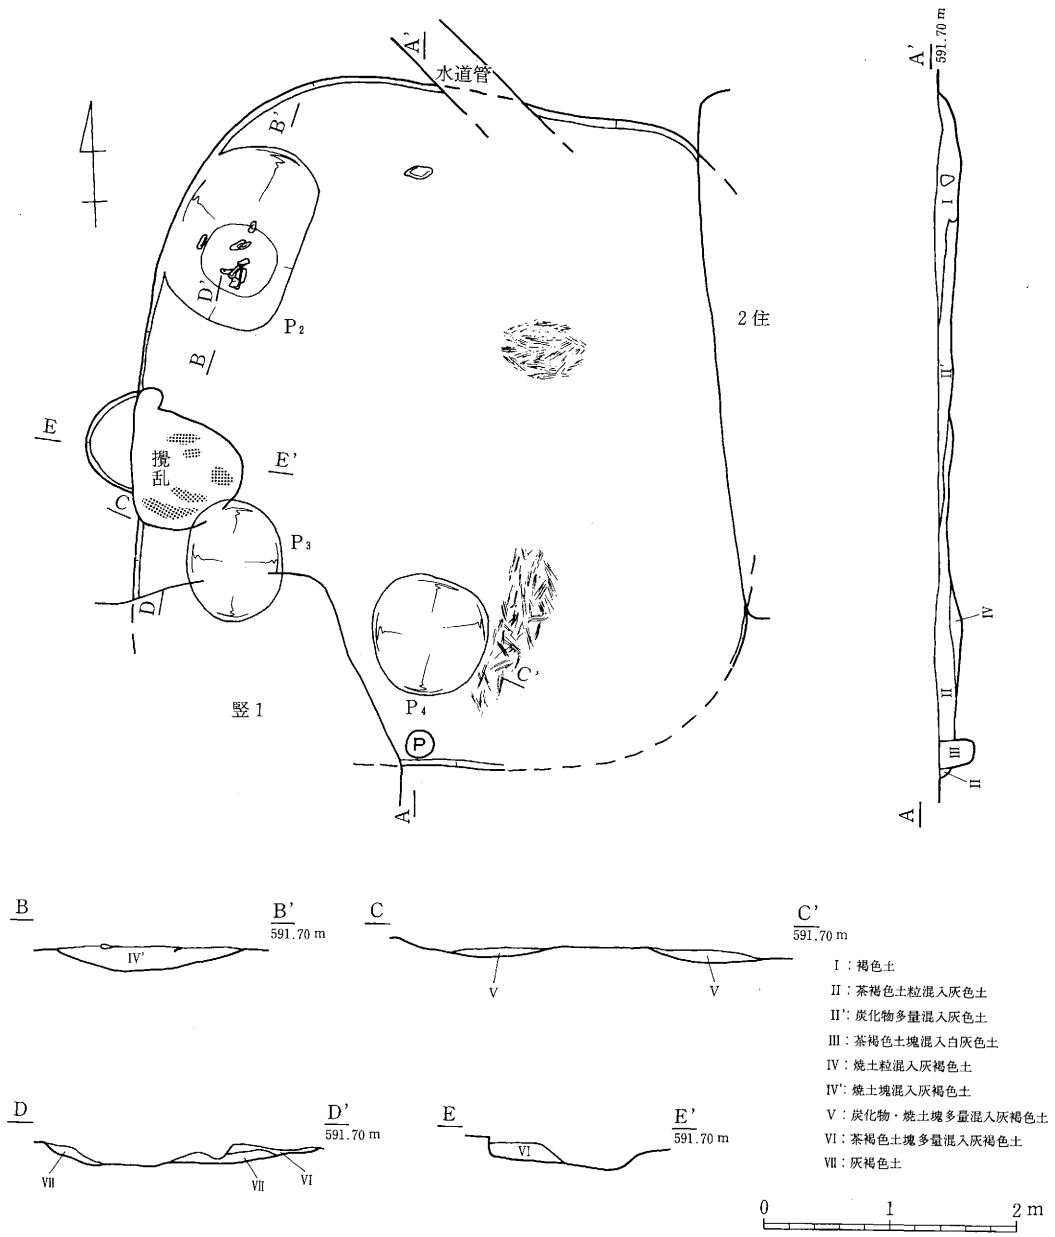 A'
水道管
B'
D'
P2
B
2住
E
攪乱
E'
C
P3
D
C'
竪1
P4
P
A
A'
591.70 m
I
II'
IV
II
III
II
A
B
B'
591.70 m
IV'
C
C'
591.70 m
V
V
D
D'
591.70 m
VII
VII
VI
E
E'
591.70 m
VI
I：褐色土
II：茶褐色土粒混入灰色土
II'：炭化物多量混入灰色土
III：茶褐色土塊混入白灰色土
IV：焼土粒混入灰褐色土
IV'：焼土塊混入灰褐色土
V：炭化物・焼土塊多量混入灰褐色土
VI：茶褐色土塊多量混入灰褐色土
VII：灰褐色土
0 1 2 m